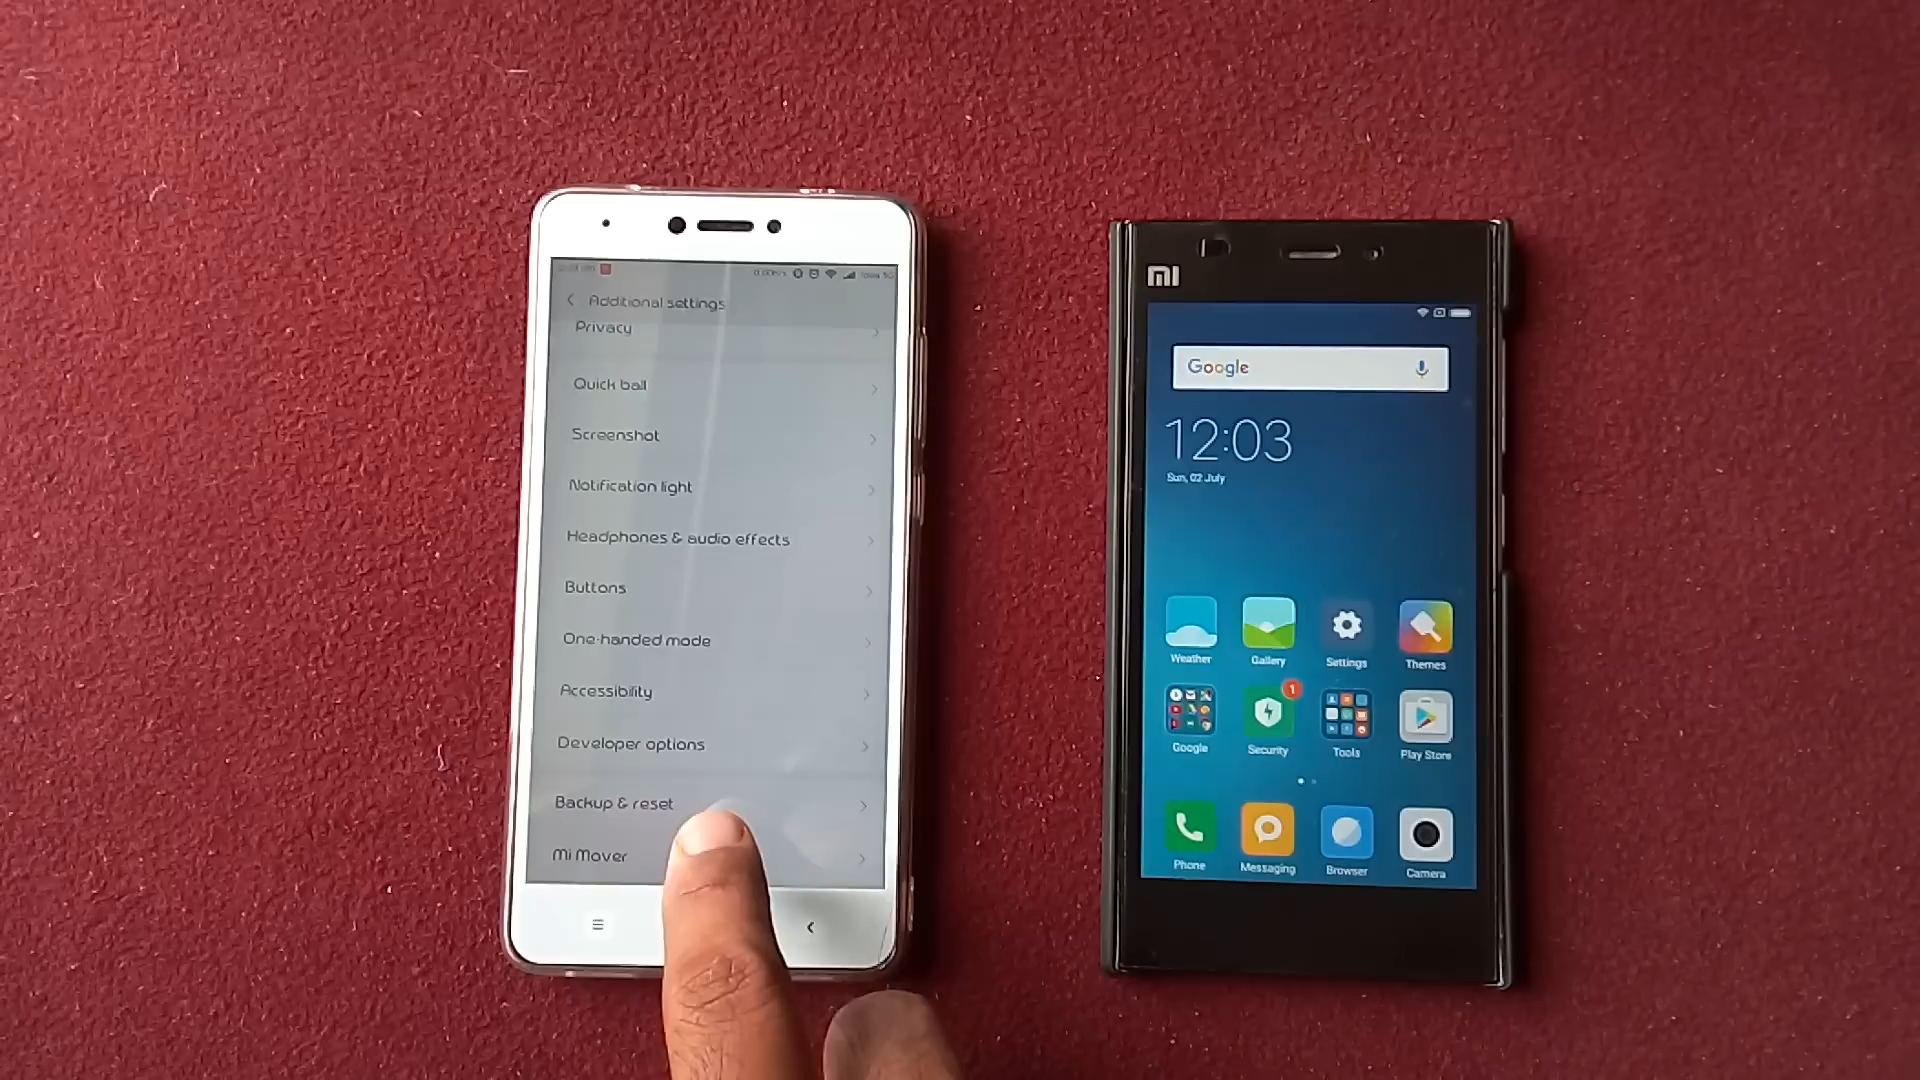 Additional settings
Privacy
Quick ball
Screenshot
Notification light
Headphones & audio effects
Buttons
One-handed mode
Accessibility
Developer options
Backup & reset
Mi Mover
mi
Google
12:03
Sun, 02 July
Weather Gallery Settings Themes
1
Google Security Tools Play Store
Phone Messaging Browser Camera